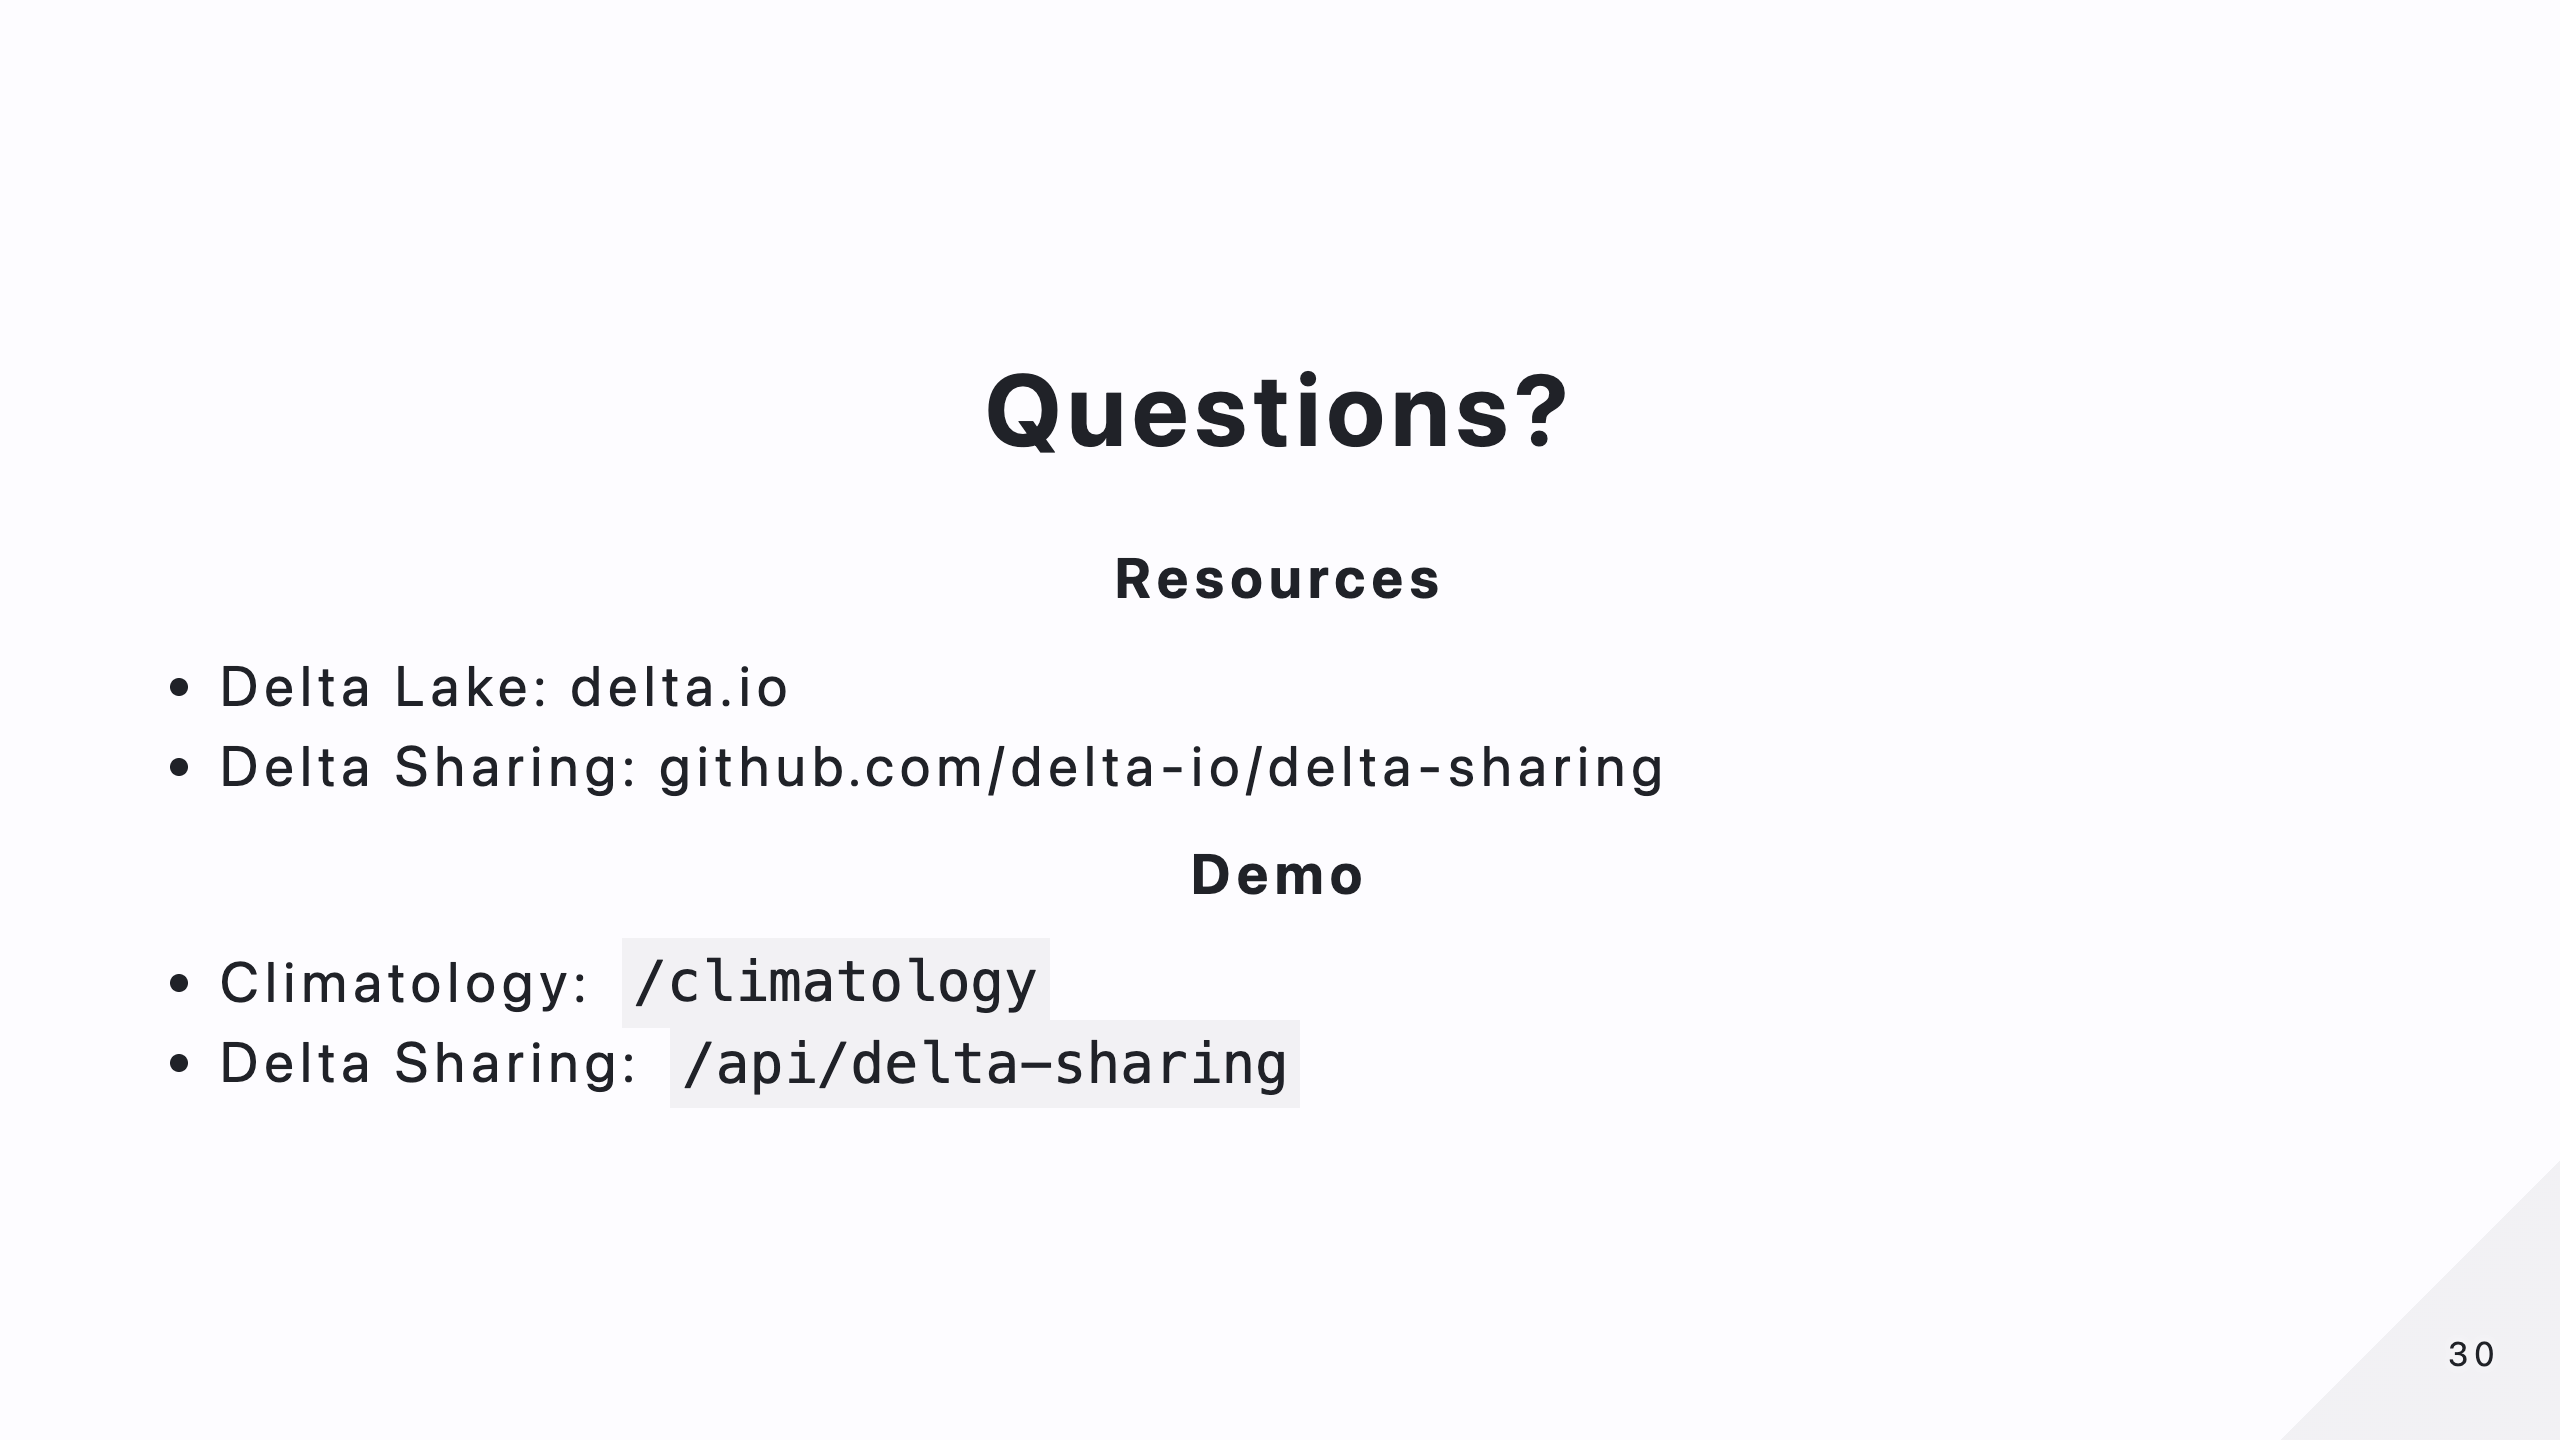 Questions?
Resources
• Delta Lake: delta.io
• Delta Sharing: github.com/delta-io/delta-sharing
Demo
• Climatology: /climatology
• Delta Sharing: /api/delta-sharing
30